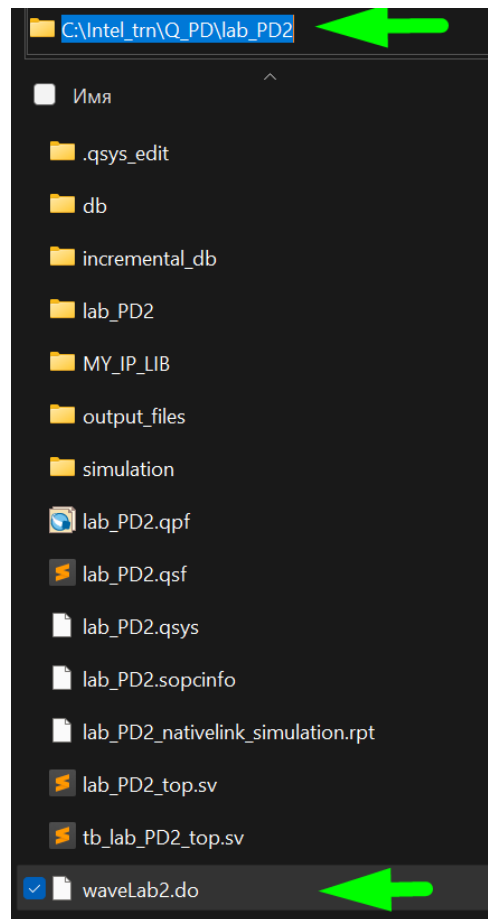 C:\Intel_trn\Q_PD\lab_PD2
Имя
.qsys_edit
db
incremental_db
lab_PD2
MY_IP_LIB
output_files
simulation
lab_PD2.qpf
lab_PD2.qsf
lab_PD2.qsys
lab_PD2.sopcinfo
lab_PD2_nativelink_simulation.rpt
lab_PD2_top.sv
tb_lab_PD2_top.sv
waveLab2.do